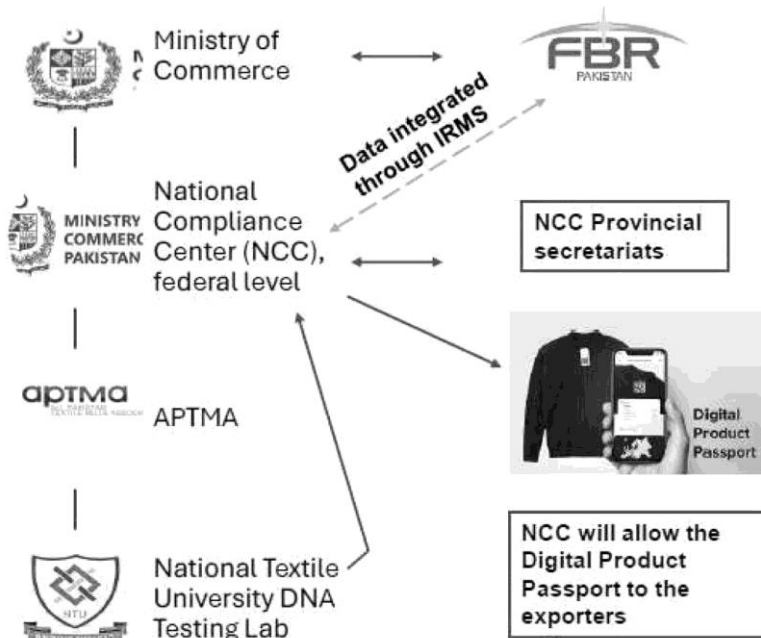 Ministry of
Commerce
FBR
PAKISTAN
Data integrated
through IRMS
MINISTRY
COMMERC
PAKISTAN
National
Compliance
Center (NCC),
federal level
NCC Provincial
secretariats
aptma
APTMA
Digital
Product
Passport
NTU
National Textile
University DNA
Testing Lab
NCC will allow the
Digital Product
Passport to the
exporters